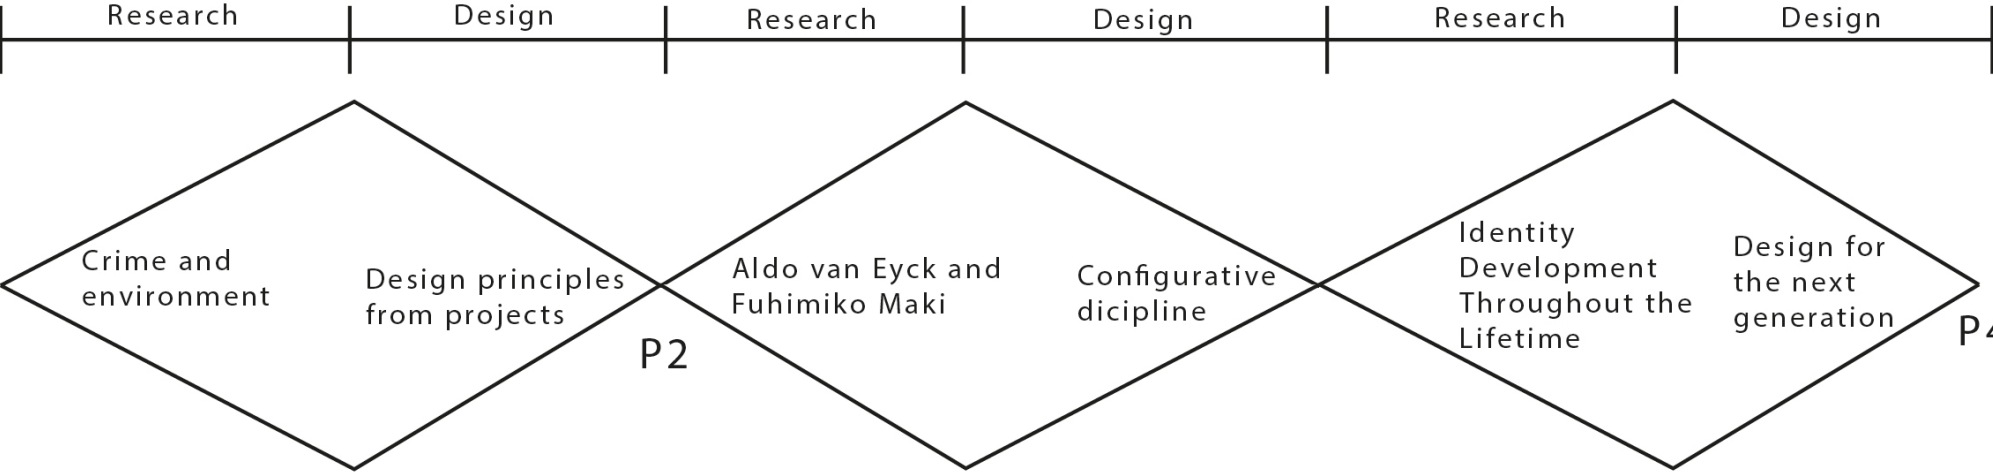 Research
Design
Research
Design
Research
Design
Crime and
environment
Design principles
from projects
P2
Aldo van Eyck and
Fuhimiko Maki
Configurative
dicipline
Identity
Development
Throughout the
Lifetime
Design for
the next
generation
P4